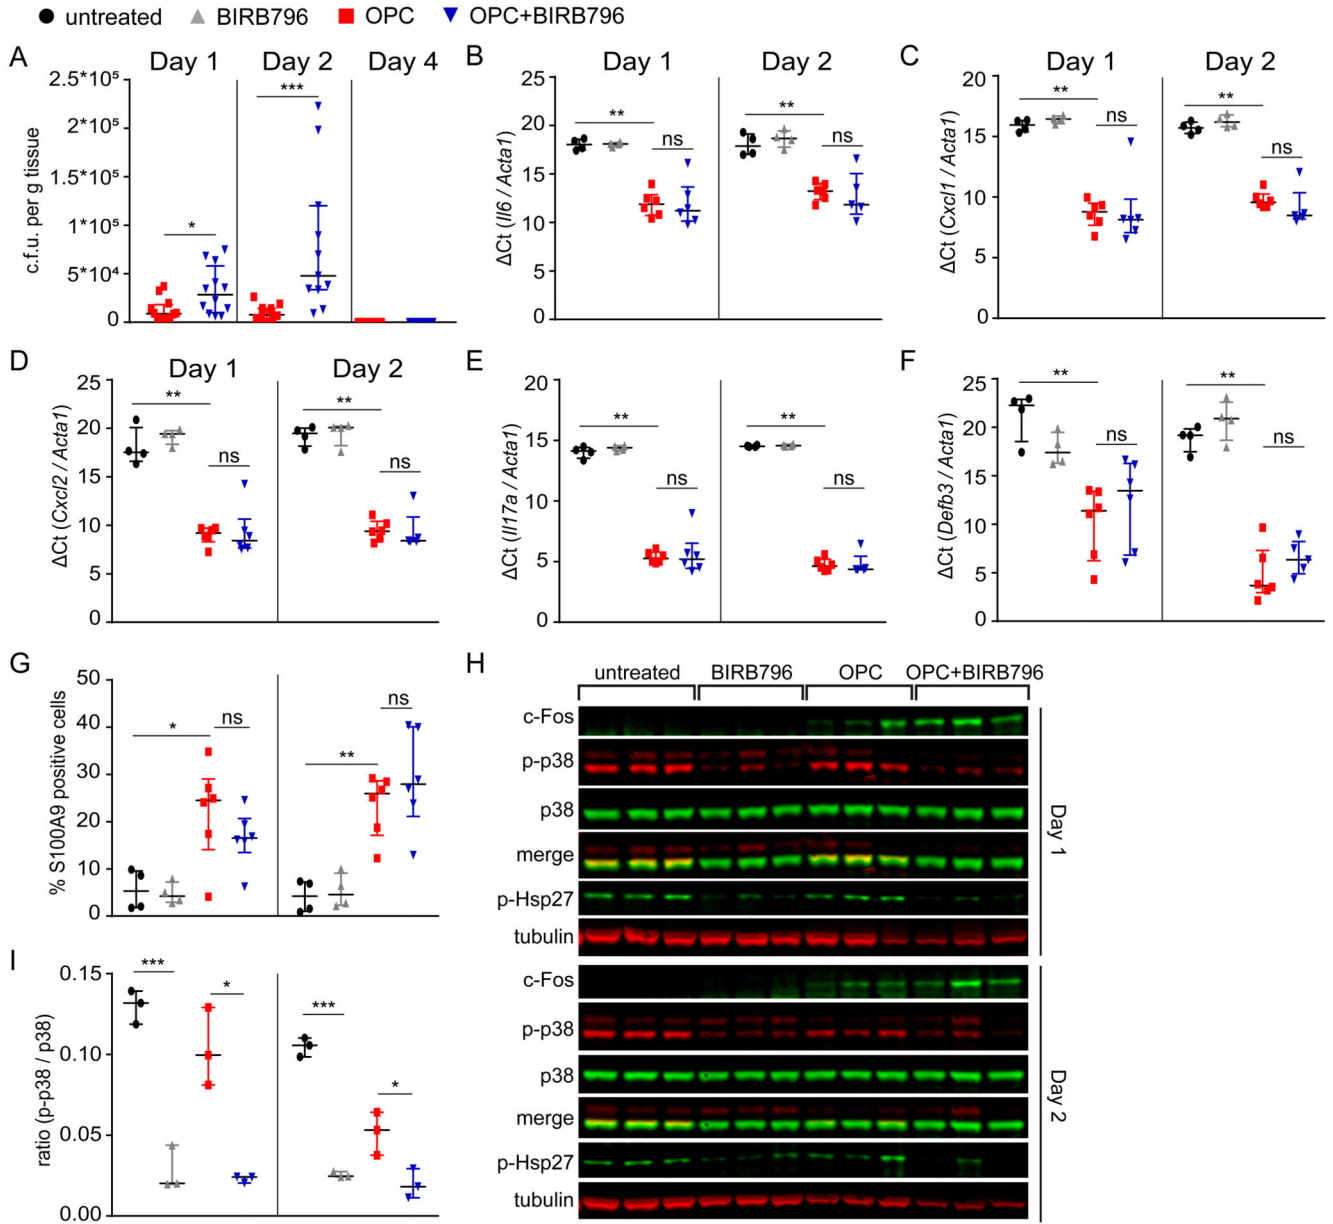 untreated BIRB796 OPC OPC+BIRB796
A Day 1 Day 2 Day 4
c.f.u. per g tissue
2.5*10⁵
2*10⁵
1.5*10⁵
1*10⁵
5*10⁴
0
* ***
B Day 1 Day 2
ΔCt (Il6 / Acta1)
25
20
15
10
5
0
** ns ** ns
C Day 1 Day 2
ΔCt (Cxcl1 / Acta1)
20
15
10
5
0
** ns ** ns
D Day 1 Day 2
ΔCt (Cxcl2 / Acta1)
25
20
15
10
5
0
** ns ** ns
E
ΔCt (Il17a / Acta1)
20
15
10
5
0
** ns ** ns
F
ΔCt (Defb3 / Acta1)
25
20
15
10
5
0
** ns ** ns
G
% S100A9 positive cells
50
40
30
20
10
0
* ns ** ns
H untreated BIRB796 OPC OPC+BIRB796
c-Fos
p-p38
p38
merge
p-Hsp27
tubulin
Day 1
c-Fos
p-p38
p38
merge
p-Hsp27
tubulin
Day 2
I
ratio (p-p38 / p38)
0.15
0.10
0.05
0.00
*** * *** *